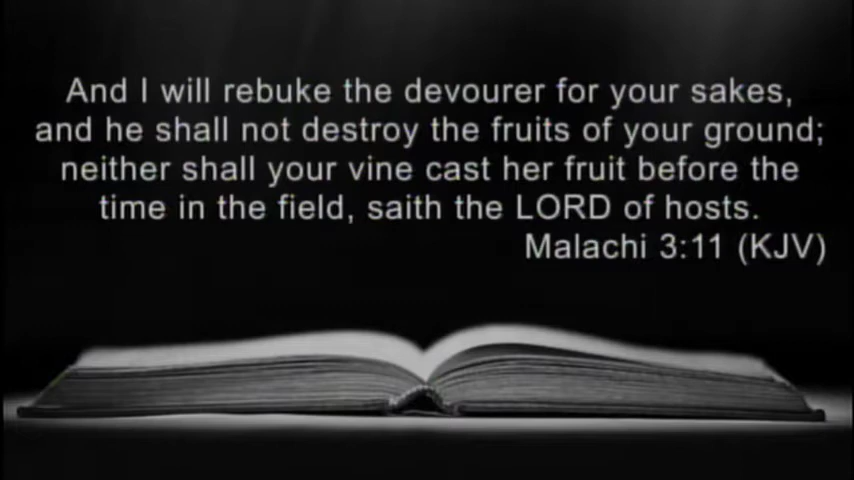 And I will rebuke the devourer for your sakes,
and he shall not destroy the fruits of your ground;
neither shall your vine cast her fruit before the
time in the field, saith the LORD of hosts.
Malachi 3:11 (KJV)